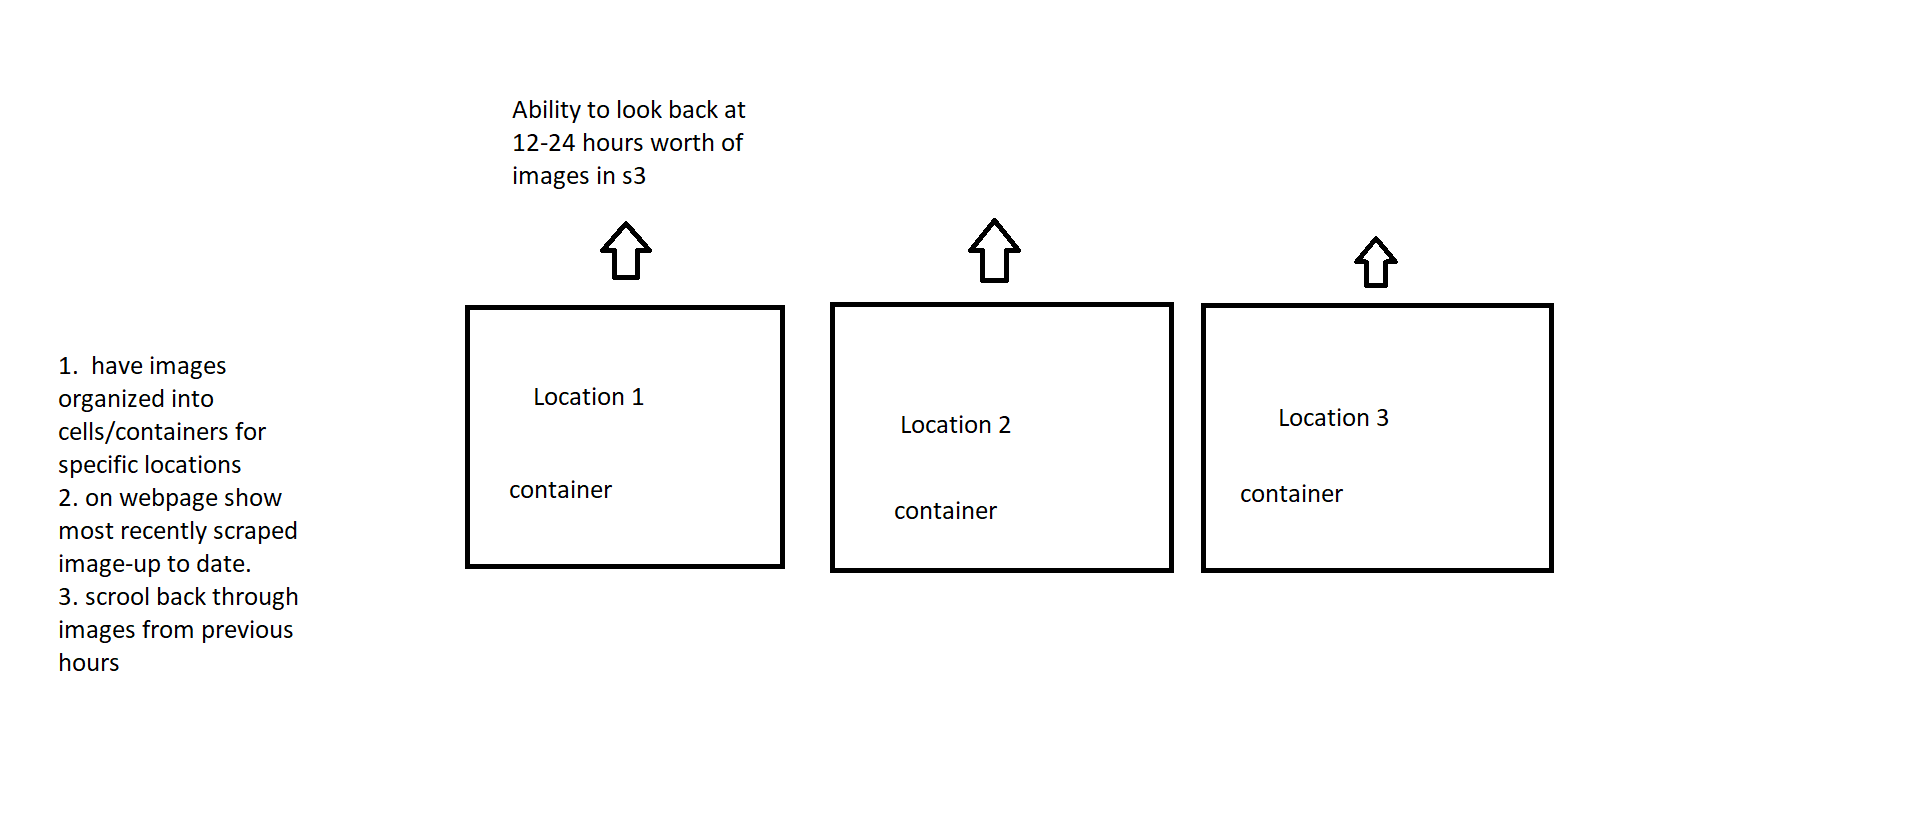 Ability to look back at
12-24 hours worth of
images in s3
1.  have images
organized into
cells/containers for
specific locations
2. on webpage show
most recently scraped
image-up to date.
3. scrool back through
images from previous
hours
Location 1
container
Location 2
container
Location 3
container